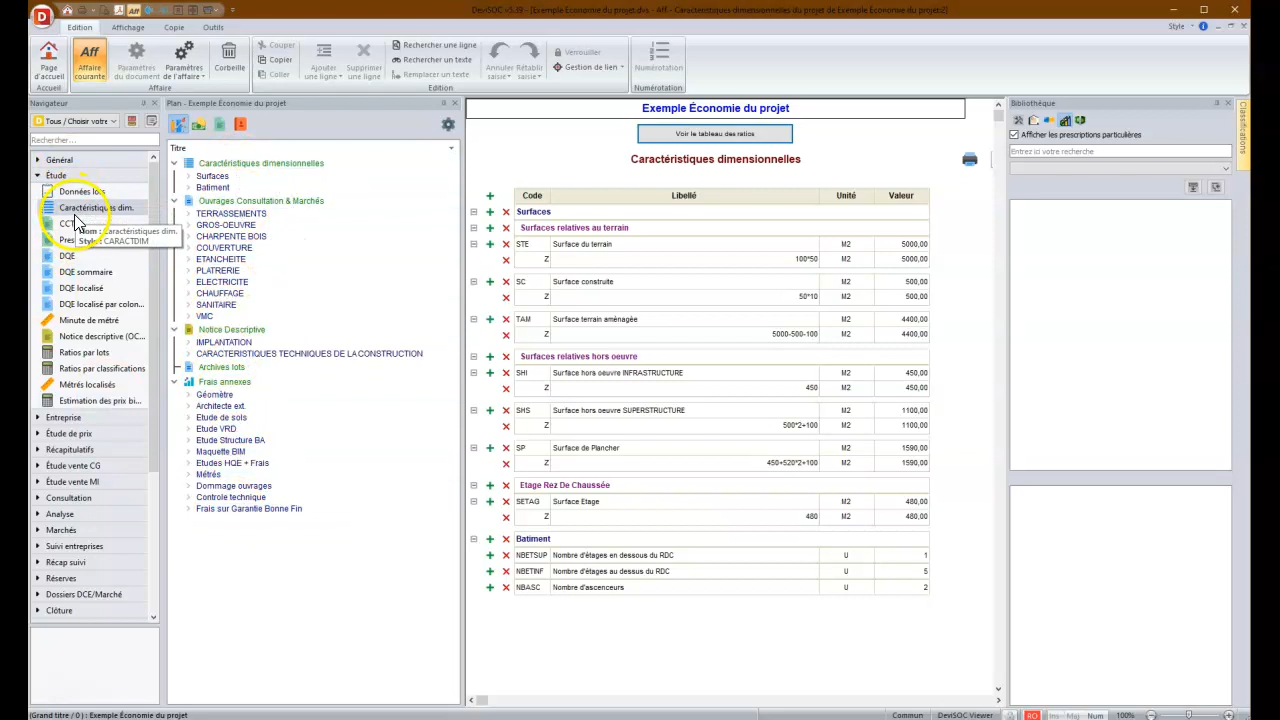 DeviSOC v5.39 - [Exemple Économie du projet.dvs - Aff. - Caractéristiques dimensionnelles du projet de Exemple Économie du projet:2]
Edition
Affichage
Copie
Outils
Style
Page d'accueil
Accueil
Aff
Affaire courante
Paramètres du document
Paramètres de l'affaire
Corbeille
Affaire
Couper
Copier
Coller
Ajouter une ligne
Supprimer une ligne
Rechercher une ligne
Rechercher un texte
Remplacer un texte
Edition
Annuler saisie
Rétablir saisie
Verrouiller
Gestion de lien
Numérotation
Numérotation
Navigateur
Tous / Choisir votre
Rechercher...
Général
Étude
Données lots
Caractéristiques dim.
Nom : Caractéristiques dim.
Style : CARACTDIM
DQE
DQE sommaire
DQE localisé
DQE localisé par colon...
Minute de métré
Notice descriptive (OC...
Ratios par lots
Ratios par classifications
Métrés localisés
Estimation des prix bi...
Entreprise
Étude de prix
Récapitulatifs
Étude vente CG
Étude vente MI
Consultation
Analyse
Marchés
Suivi entreprises
Récap suivi
Réserves
Dossiers DCE/Marché
Clôture
Plan - Exemple Économie du projet
Titre
Caractéristiques dimensionnelles
Surfaces
Batiment
Ouvrages Consultation & Marchés
TERRASSEMENTS
GROS-OEUVRE
CHARPENTE BOIS
COUVERTURE
ETANCHEITE
PLATRERIE
ELECTRICITE
CHAUFFAGE
SANITAIRE
VMC
Notice Descriptive
IMPLANTATION
CARACTERISTIQUES TECHNIQUES DE LA CONSTRUCTION
Archives lots
Frais annexes
Géomètre
Architecte ext.
Etude de sols
Etude VRD
Etude Structure BA
Maquette BIM
Etudes HQE + Frais
Métrés
Dommage ouvrages
Controle technique
Frais sur Garantie Bonne Fin
Exemple Économie du projet
Voir le tableau des ratios
Caractéristiques dimensionnelles
Code Libellé Unité Valeur
Surfaces
Surfaces relatives au terrain
STE Surface du terrain M2 5000,00
Z 100*50 M2 5000,00
SC Surface construite M2 500,00
Z 50*10 M2 500,00
TAM Surface terrain aménagée M2 4400,00
Z 5000-500-100 M2 4400,00
Surfaces relatives hors oeuvre
SHI Surface hors oeuvre INFRASTRUCTURE M2 450,00
Z 450 M2 450,00
SHS Surface hors oeuvre SUPERSTRUCTURE M2 1100,00
Z 500*2+100 M2 1100,00
SP Surface de Plancher M2 1590,00
Z 450+520*2+100 M2 1590,00
Etage Rez De Chaussée
SETAG Surface Etage M2 480,00
Z 480 M2 480,00
Batiment
NBETSUP Nombre d'étages en dessous du RDC U 1
NBETINF Nombre d'étages au dessus du RDC U 5
NBASC Nombre d'ascenceurs U 2
Bibliothèque
Afficher les prescriptions particulières
Entrez ici votre recherche
Classifications
(Grand titre / 0 ) : Exemple Économie du projet
Commun
DeviSOC Viewer
RO
Ins
Maj
Num
100%